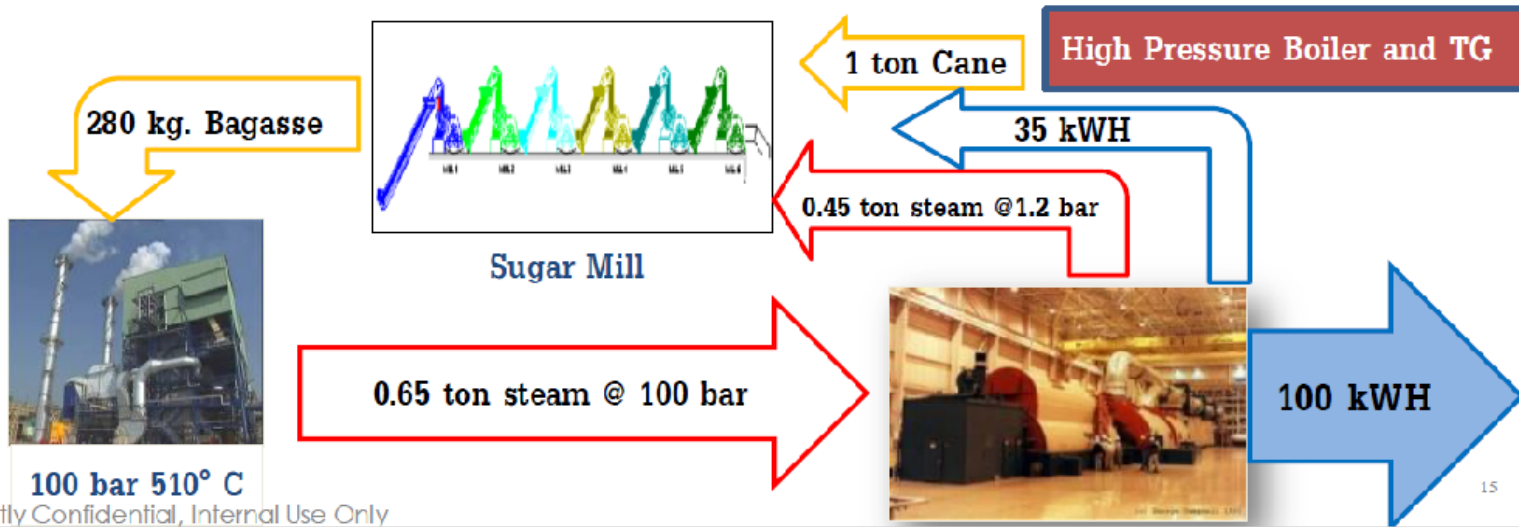 High Pressure Boiler and TG
1 ton Cane
280 kg. Bagasse
35 kWH
0.45 ton steam @1.2 bar
Sugar Mill
0.65 ton steam @ 100 bar
100 kWH
100 bar 510° C
tly Confidential, Internal Use Only
15